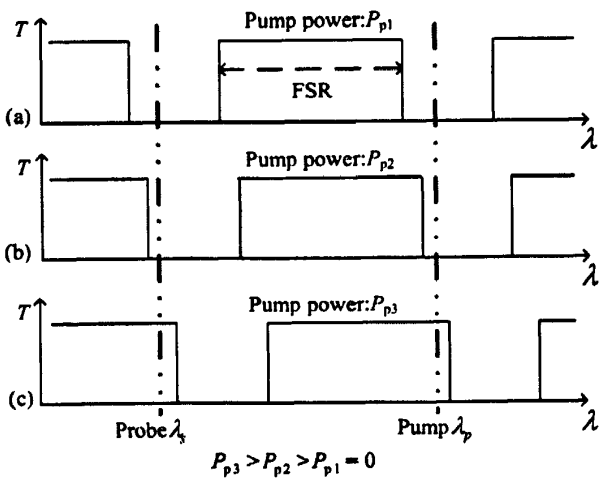 T
Pump power:Pp1
FSR
(a)
λ
T
Pump power:Pp2
(b)
λ
T
Pump power:Pp3
(c)
λ
Probe λs
Pump λp
Pp3 > Pp2 > Pp1 = 0